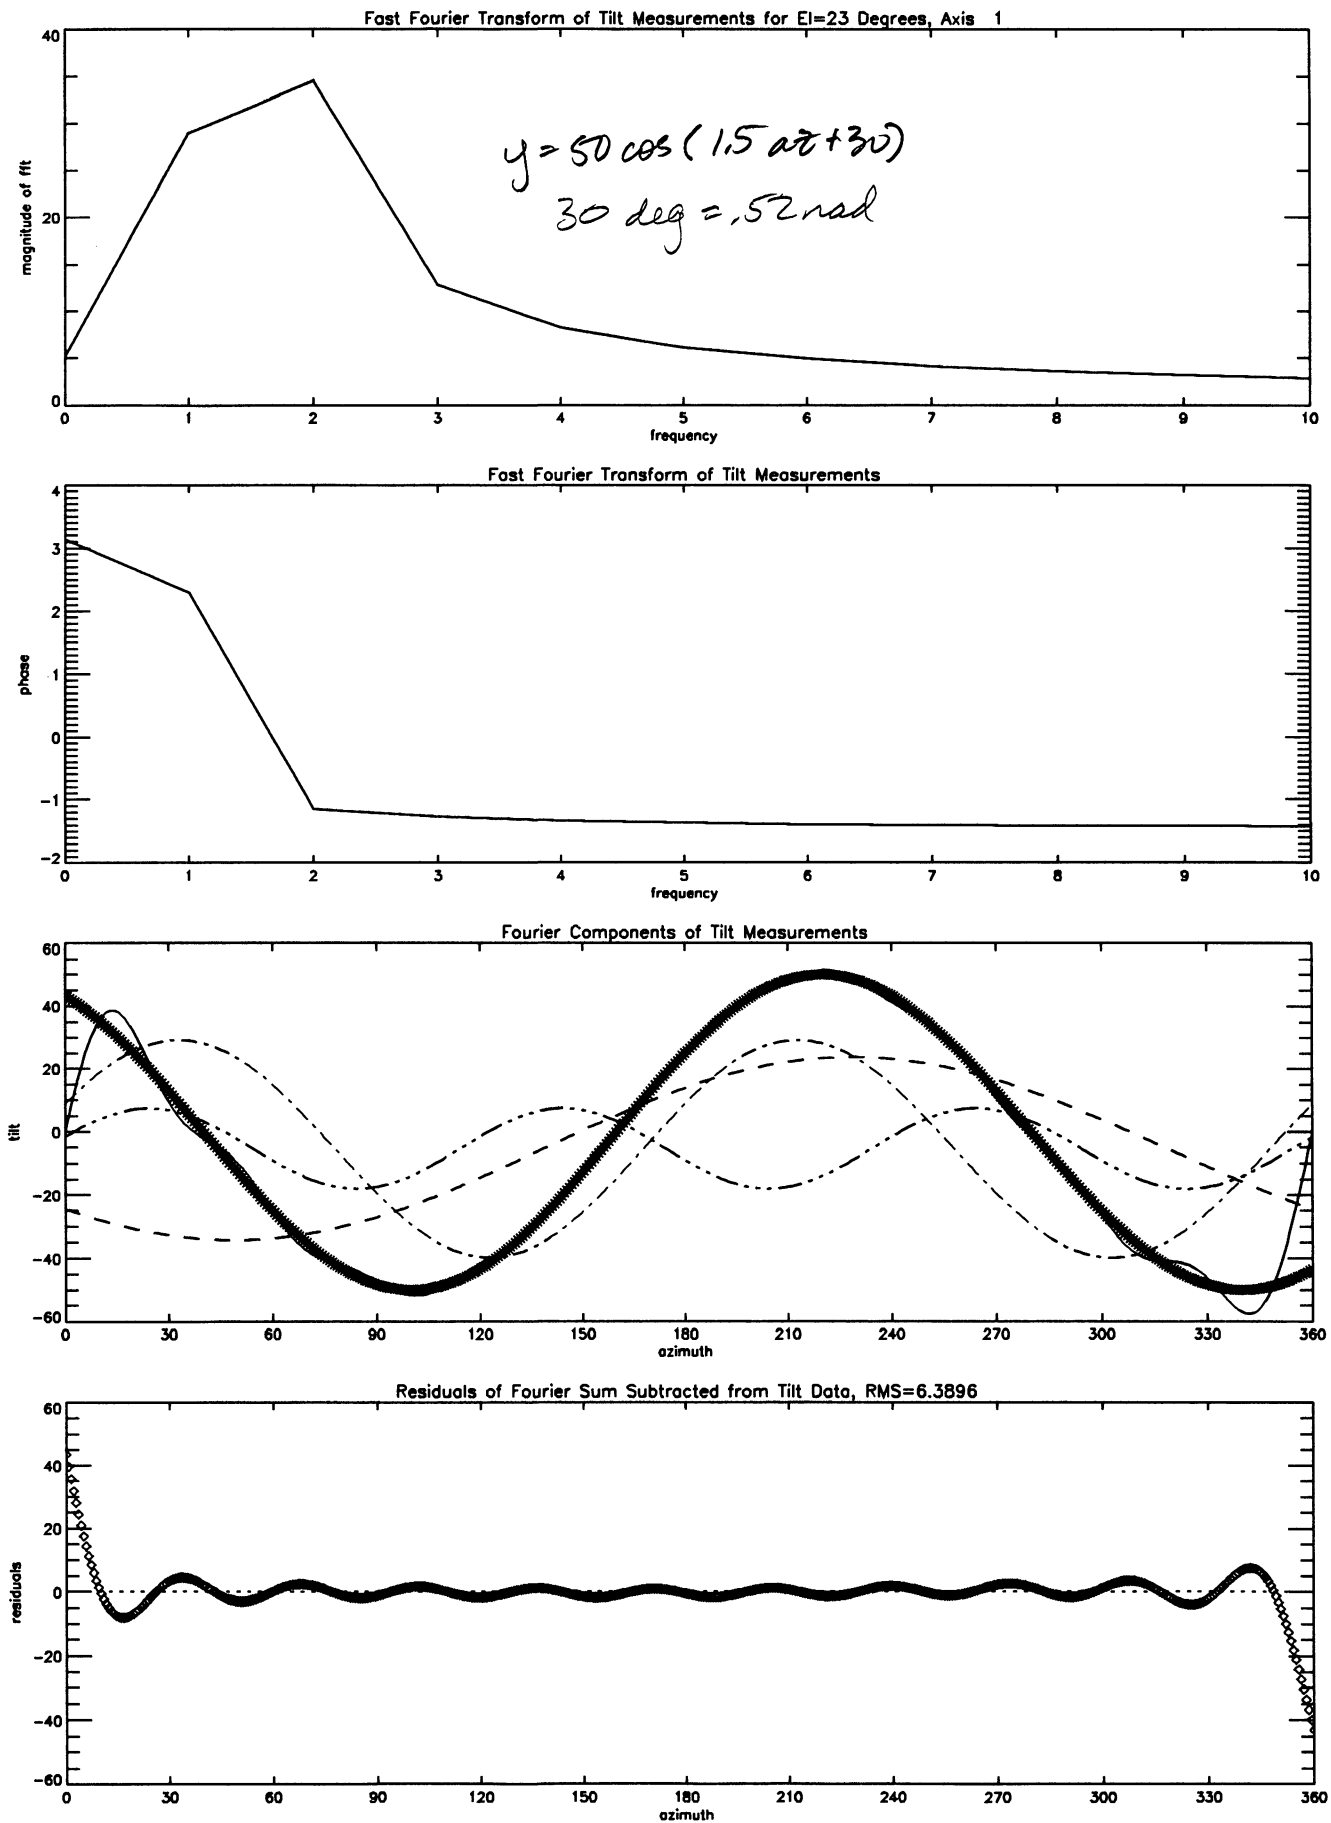 Fast Fourier Transform of Tilt Measurements for El=23 Degrees, Axis 1
40
20
0
magnitude of fft
y = 50 cos ( 1.5 az + 30)
30 deg = .52 rad
0 1 2 3 4 5 6 7 8 9 10
frequency
Fast Fourier Transform of Tilt Measurements
4
3
2
1
0
-1
-2
phase
0 1 2 3 4 5 6 7 8 9 10
frequency
Fourier Components of Tilt Measurements
60
40
20
0
-20
-40
-60
tilt
0 30 60 90 120 150 180 210 240 270 300 330 360
azimuth
Residuals of Fourier Sum Subtracted from Tilt Data, RMS=6.3896
60
40
20
0
-20
-40
-60
residuals
0 30 60 90 120 150 180 210 240 270 300 330 360
azimuth